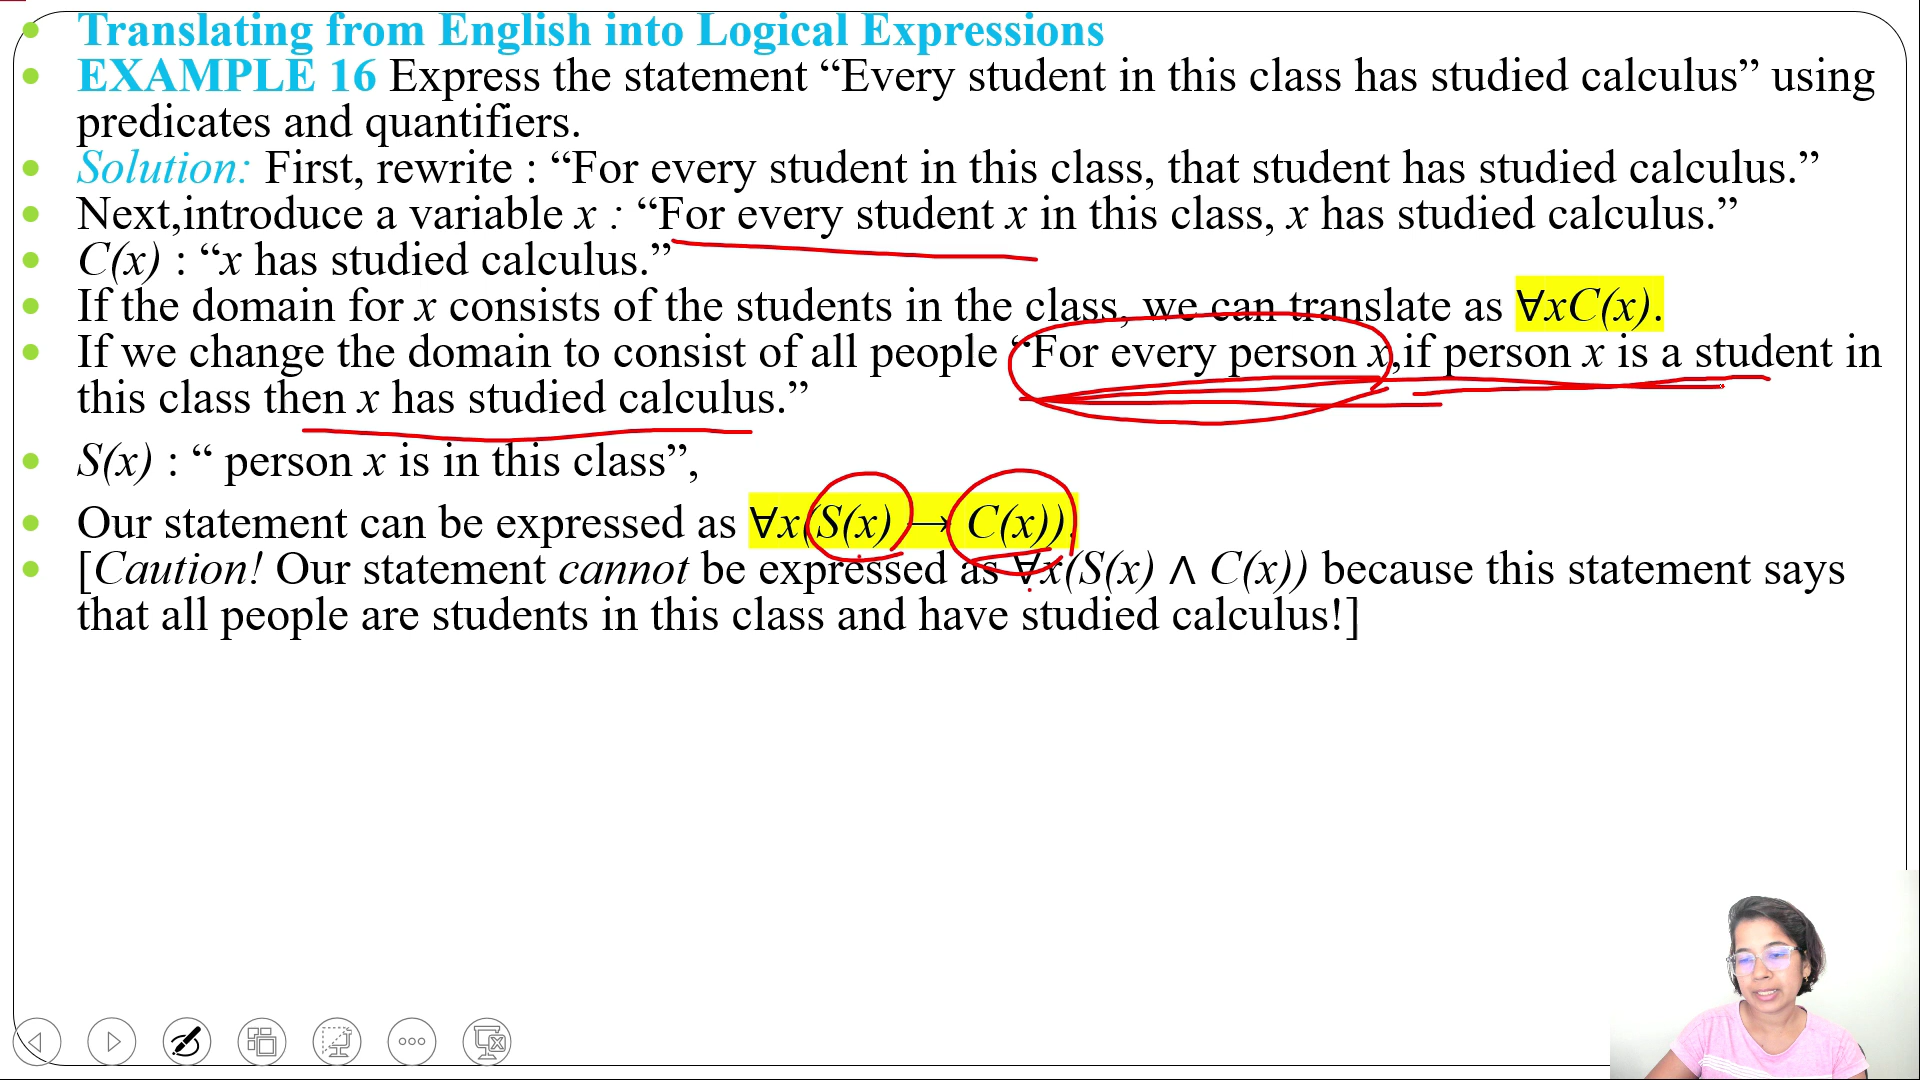 Translating from English into Logical Expressions
EXAMPLE 16 Express the statement “Every student in this class has studied calculus” using
predicates and quantifiers.
Solution: First, rewrite : “For every student in this class, that student has studied calculus.”
Next,introduce a variable x : “For every student x in this class, x has studied calculus.”
C(x) : “x has studied calculus.”
If the domain for x consists of the students in the class, we can translate as ∀xC(x).
If we change the domain to consist of all people “For every person x,if person x is a student in
this class then x has studied calculus.”
S(x) : “ person x is in this class”,
Our statement can be expressed as ∀x(S(x) → C(x)).
[Caution! Our statement cannot be expressed as ∀x(S(x) ∧ C(x)) because this statement says
that all people are students in this class and have studied calculus!]